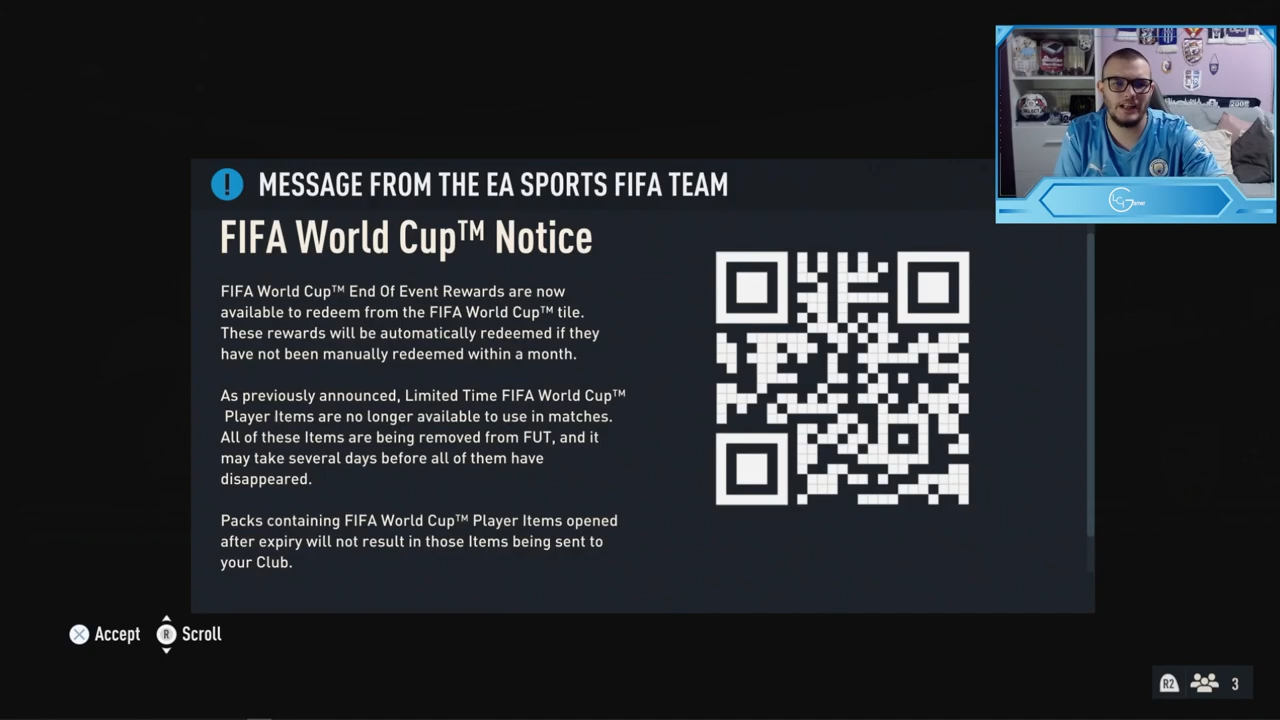 MESSAGE FROM THE EA SPORTS FIFA TEAM
FIFA World Cup™ Notice
FIFA World Cup™ End Of Event Rewards are now
available to redeem from the FIFA World Cup™ tile.
These rewards will be automatically redeemed if they
have not been manually redeemed within a month.
As previously announced, Limited Time FIFA World Cup™
Player Items are no longer available to use in matches.
All of these Items are being removed from FUT, and it
may take several days before all of them have
disappeared.
Packs containing FIFA World Cup™ Player Items opened
after expiry will not result in those Items being sent to
your Club.
Accept
R Scroll
R2 3